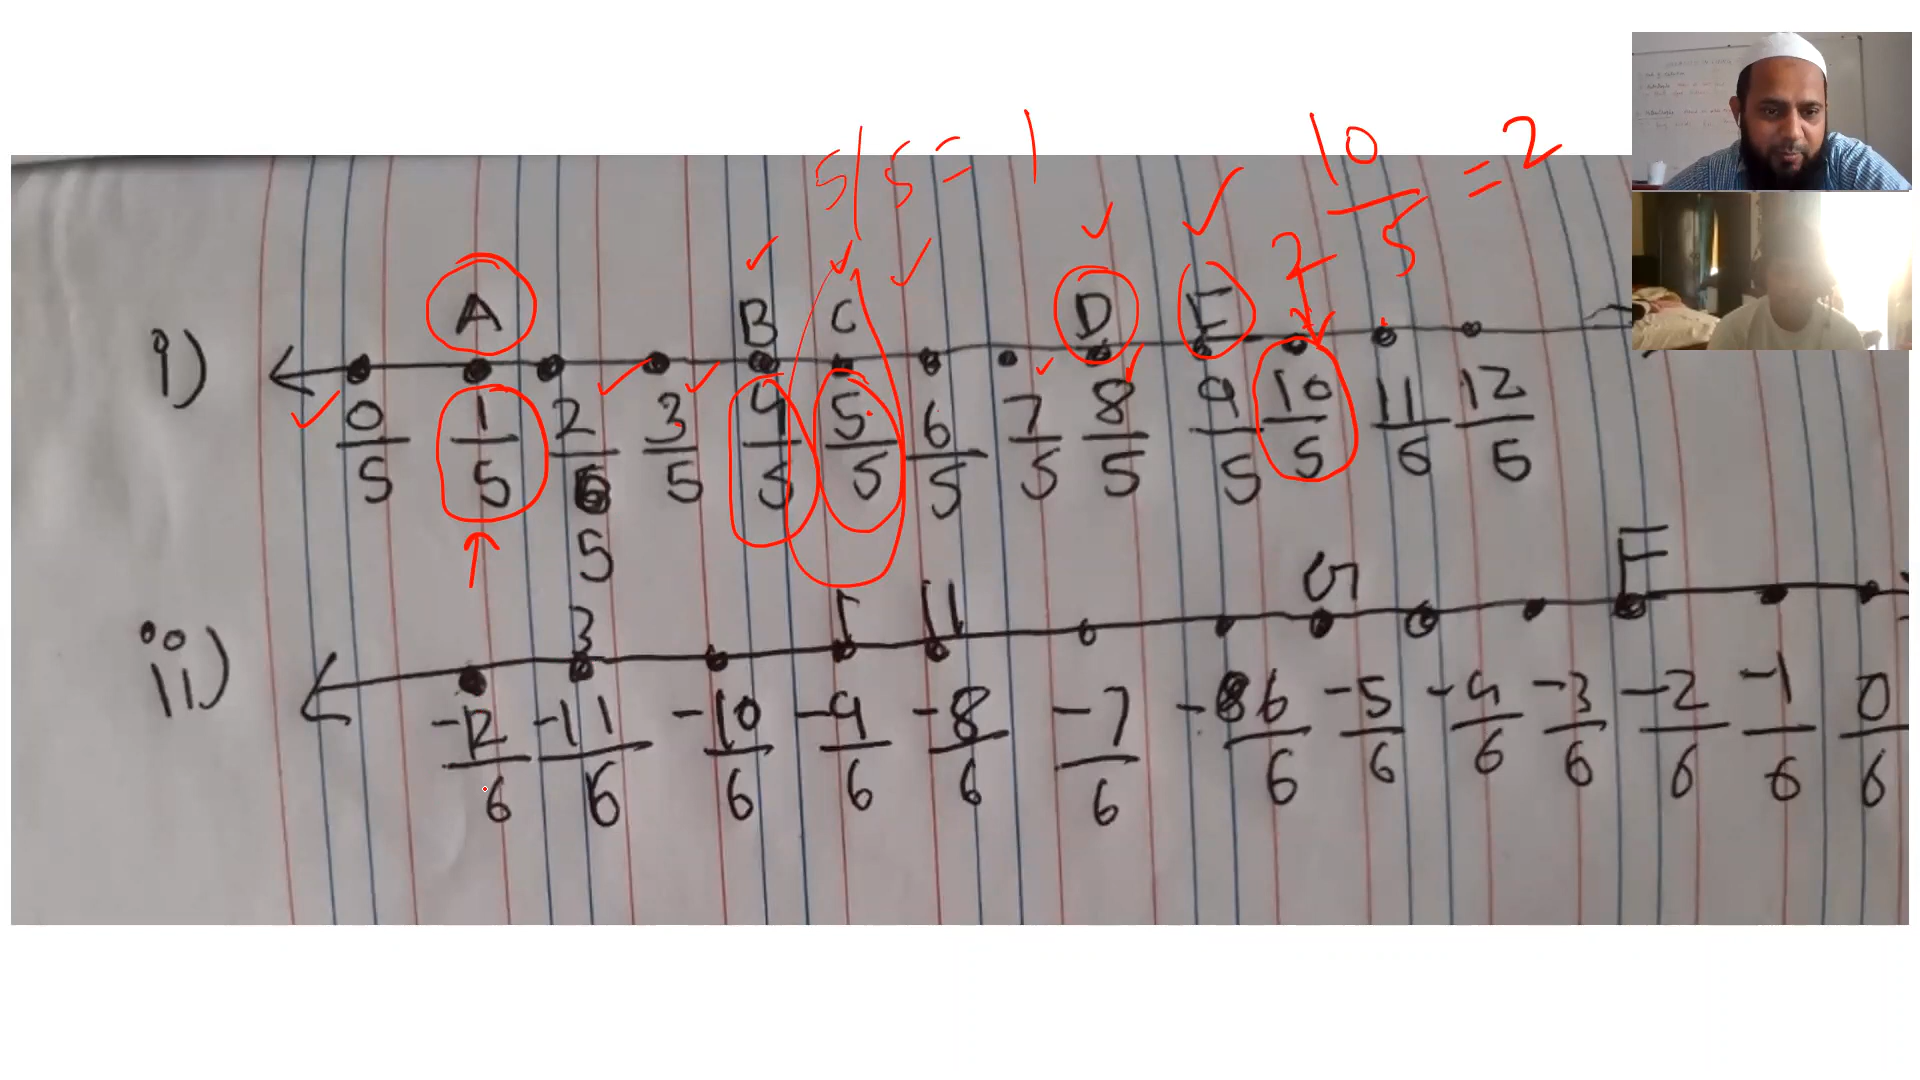 5/5 = 1
10/5 = 2
2
A B C D E
i) 0/5 1/5 2/5 3/5 4/5 5/5 6/5 7/5 8/5 9/5 10/5 11/5 12/5
G F
ii) -12/6 -11/6 -10/6 -9/6 -8/6 -7/6 -6/6 -5/6 -4/6 -3/6 -2/6 -1/6 0/6